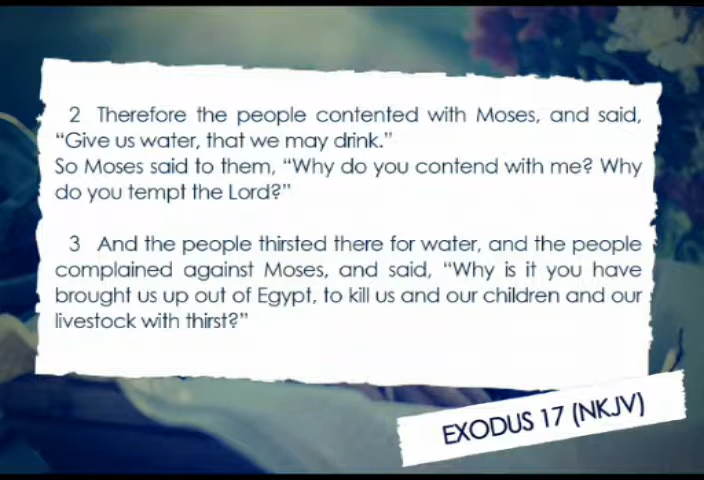 2 Therefore the people contented with Moses, and said,
“Give us water, that we may drink.”
So Moses said to them, “Why do you contend with me? Why
do you tempt the Lord?”
3 And the people thirsted there for water, and the people
complained against Moses, and said, “Why is it you have
brought us up out of Egypt, to kill us and our children and our
livestock with thirst?”
EXODUS 17 (NKJV)